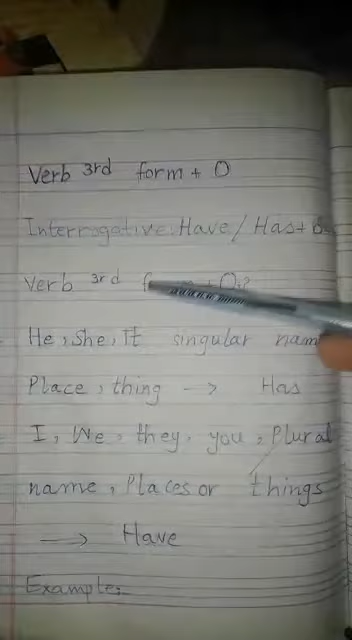 Verb 3rd form + O
Interrogative: Have / Has +
Verb 3rd + O:?
He, she, It singular name
Place, thing -> Has
I, We, they, you, Plural
name, Places or things
-> Have
Example: